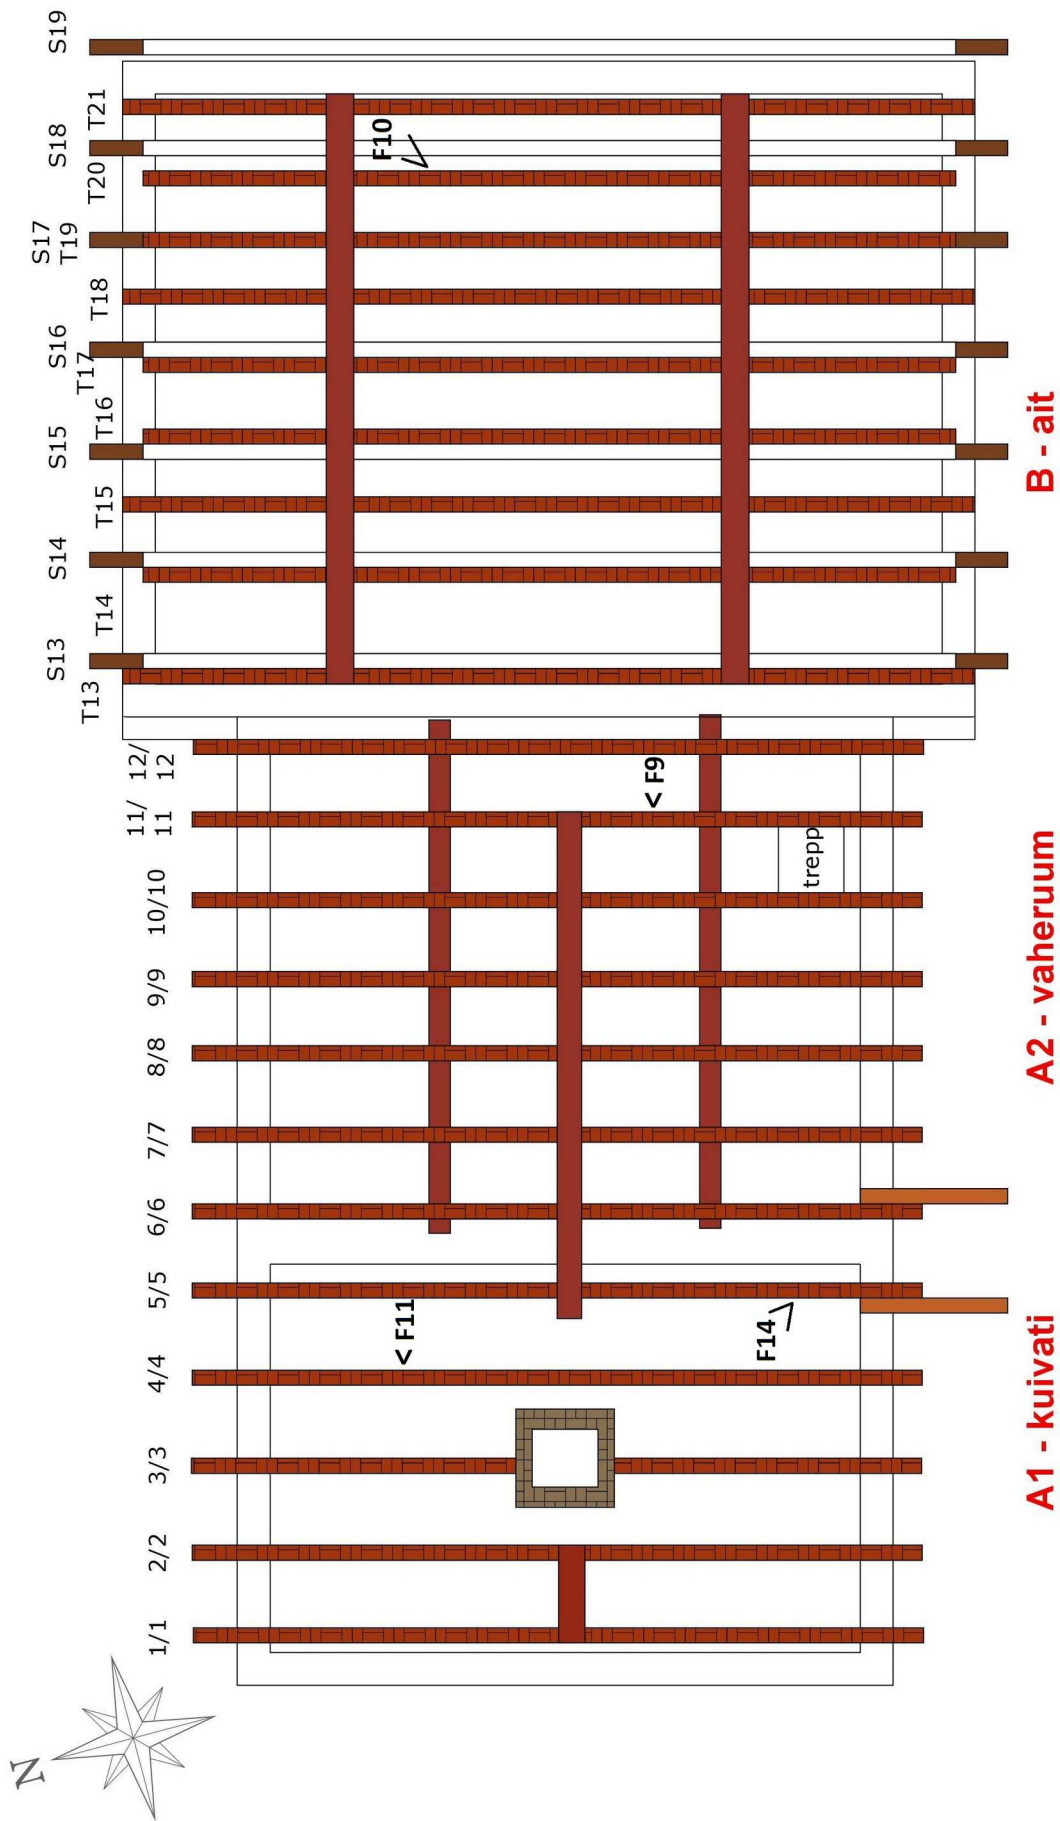 N
1/1
2/2
3/3
4/4
5/5
6/6
7/7
8/8
9/9
10/10
11/
11
12/
12
T13
S13
T14
S14
T15
S15
T16
T17
S16
T18
S17
T19
T20
S18
T21
S19
F10
< F9
trepp
< F11
F14
A1 - kuivati
A2 - vaheruum
B - ait